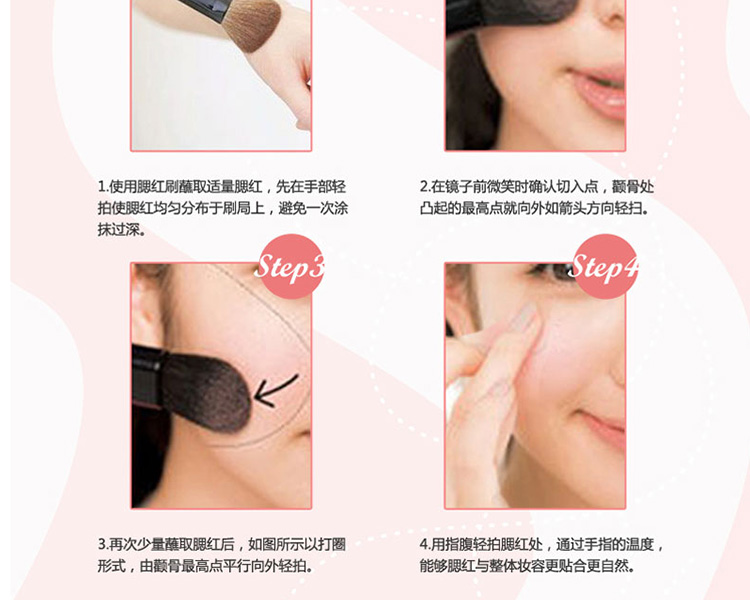 1.使用腮红刷蘸取适量腮红，先在手部轻
拍使腮红均匀分布于刷局上，避免一次涂
抹过深。
2.在镜子前微笑时确认切入点，颧骨处
凸起的最高点就向外如箭头方向轻扫。
Step3
Step4
3.再次少量蘸取腮红后，如图所示以打圈
形式，由颧骨最高点平行向外轻拍。
4.用指腹轻拍腮红处，通过手指的温度，
能够腮红与整体妆容更贴合更自然。